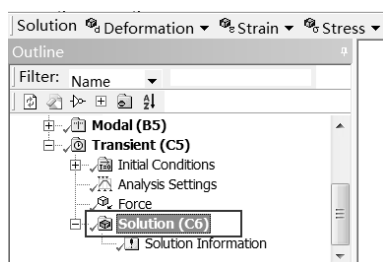 Solution Deformation Strain Stress
Outline
Filter: Name
Modal (B5)
Transient (C5)
Initial Conditions
Analysis Settings
Force
Solution (C6)
Solution Information